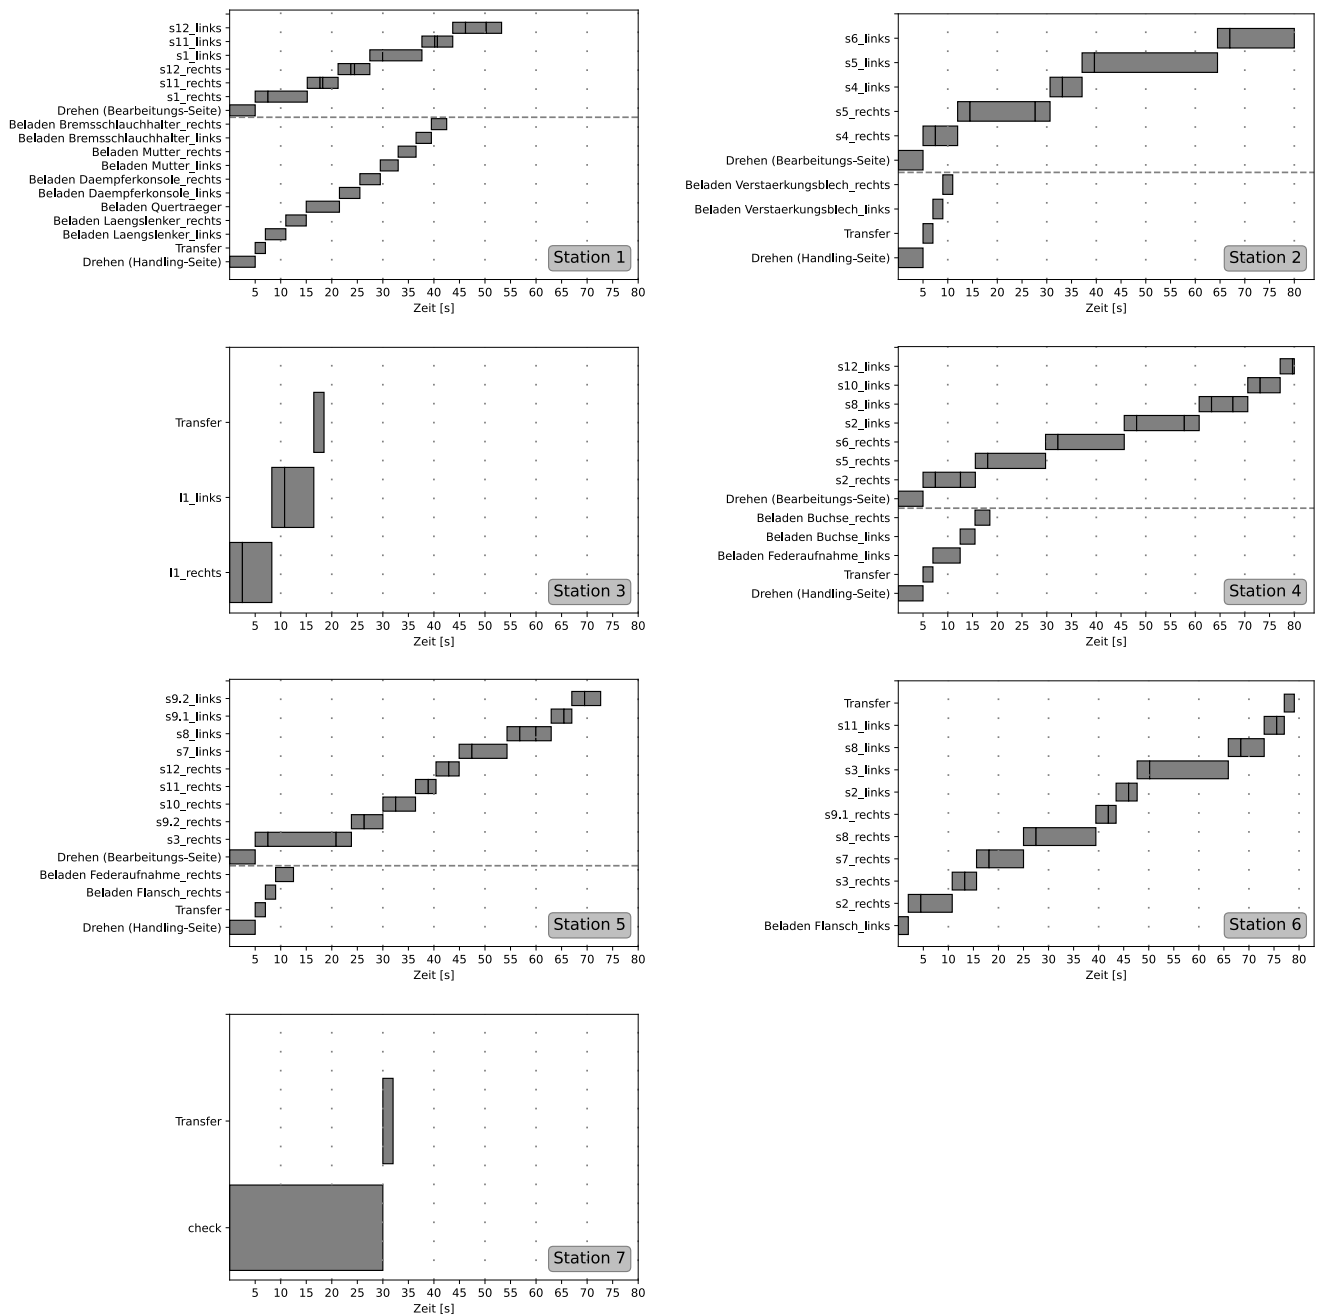 s12_links
s11_links
s1_links
s12_rechts
s11_rechts
s1_rechts
Drehen (Bearbeitungs-Seite)
Beladen Bremsschlauchhalter_rechts
Beladen Bremsschlauchhalter_links
Beladen Mutter_rechts
Beladen Mutter_links
Beladen Daempferkonsole_rechts
Beladen Daempferkonsole_links
Beladen Quertraeger
Beladen Laengslenker_rechts
Beladen Laengslenker_links
Transfer
Drehen (Handling-Seite)
Station 1
5 10 15 20 25 30 35 40 45 50 55 60 65 70 75 80
Zeit [s]
s6_links
s5_links
s4_links
s5_rechts
s4_rechts
Drehen (Bearbeitungs-Seite)
Beladen Verstaerkungsblech_rechts
Beladen Verstaerkungsblech_links
Transfer
Drehen (Handling-Seite)
Station 2
5 10 15 20 25 30 35 40 45 50 55 60 65 70 75 80
Zeit [s]
Transfer
l1_links
l1_rechts
Station 3
5 10 15 20 25 30 35 40 45 50 55 60 65 70 75 80
Zeit [s]
s12_links
s10_links
s8_links
s2_links
s6_rechts
s5_rechts
s2_rechts
Drehen (Bearbeitungs-Seite)
Beladen Buchse_rechts
Beladen Buchse_links
Beladen Federaufnahme_links
Transfer
Drehen (Handling-Seite)
Station 4
5 10 15 20 25 30 35 40 45 50 55 60 65 70 75 80
Zeit [s]
s9.2_links
s9.1_links
s8_links
s7_links
s12_rechts
s11_rechts
s10_rechts
s9.2_rechts
s3_rechts
Drehen (Bearbeitungs-Seite)
Beladen Federaufnahme_rechts
Beladen Flansch_rechts
Transfer
Drehen (Handling-Seite)
Station 5
5 10 15 20 25 30 35 40 45 50 55 60 65 70 75 80
Zeit [s]
Transfer
s11_links
s8_links
s3_links
s2_links
s9.1_rechts
s8_rechts
s7_rechts
s3_rechts
s2_rechts
Beladen Flansch_links
Station 6
5 10 15 20 25 30 35 40 45 50 55 60 65 70 75 80
Zeit [s]
Transfer
check
Station 7
5 10 15 20 25 30 35 40 45 50 55 60 65 70 75 80
Zeit [s]